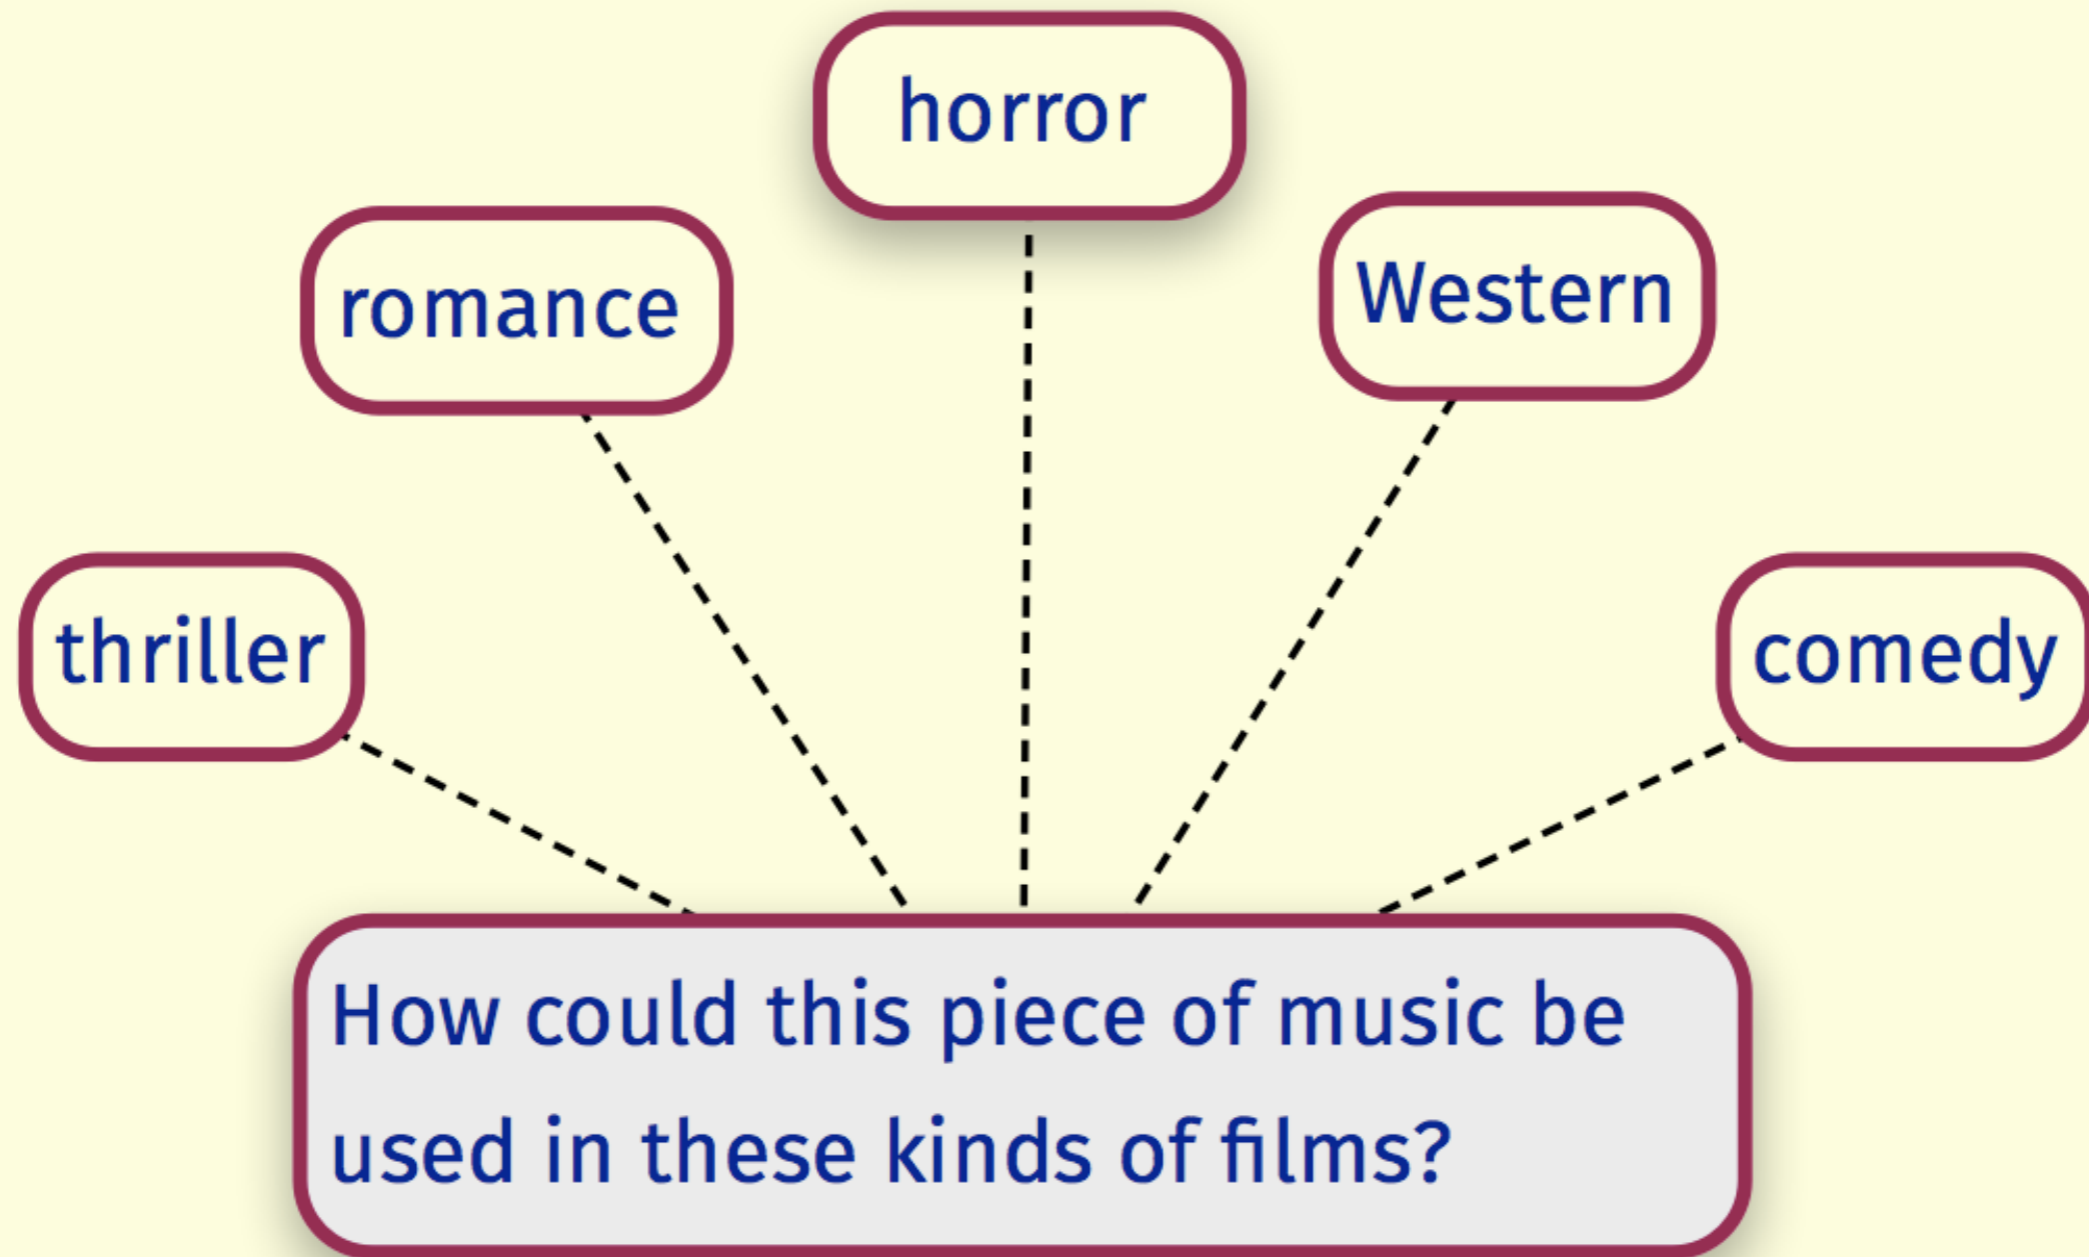 horror
romance
Western
thriller
comedy
How could this piece of music be
used in these kinds of films?